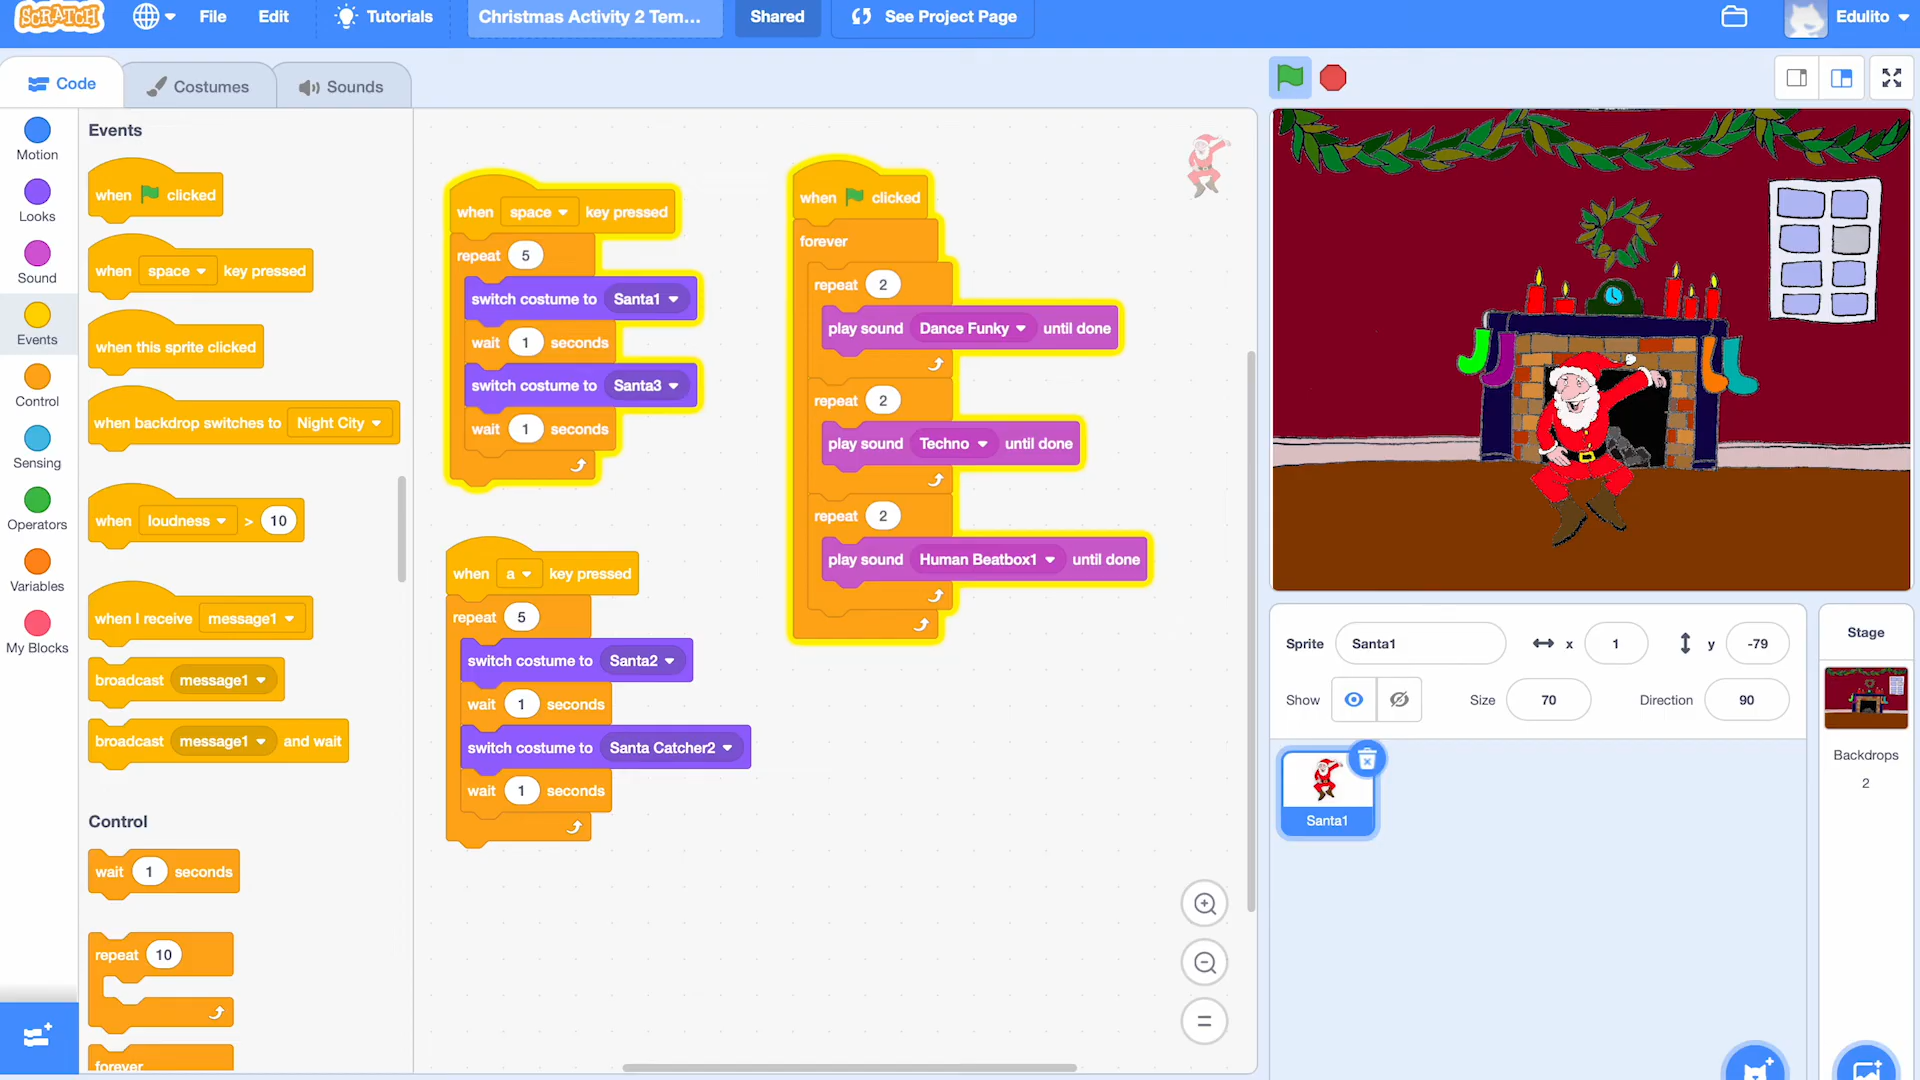 SCRATCH
File
Edit
Tutorials
Christmas Activity 2 Tem...
Shared
See Project Page
Edulito
Code
Costumes
Sounds
Motion
Looks
Sound
Events
Control
Sensing
Operators
Variables
My Blocks
Events
when clicked
when space key pressed
when this sprite clicked
when backdrop switches to Night City
when loudness > 10
when I receive message1
broadcast message1
broadcast message1 and wait
Control
wait 1 seconds
repeat 10
forever
when space key pressed
repeat 5
switch costume to Santa1
wait 1 seconds
switch costume to Santa3
wait 1 seconds
when a key pressed
repeat 5
switch costume to Santa2
wait 1 seconds
switch costume to Santa Catcher2
wait 1 seconds
when clicked
forever
repeat 2
play sound Dance Funky until done
repeat 2
play sound Techno until done
repeat 2
play sound Human Beatbox1 until done
Sprite Santa1 x 1 y -79
Show Size 70 Direction 90
Santa1
Stage
Backdrops
2